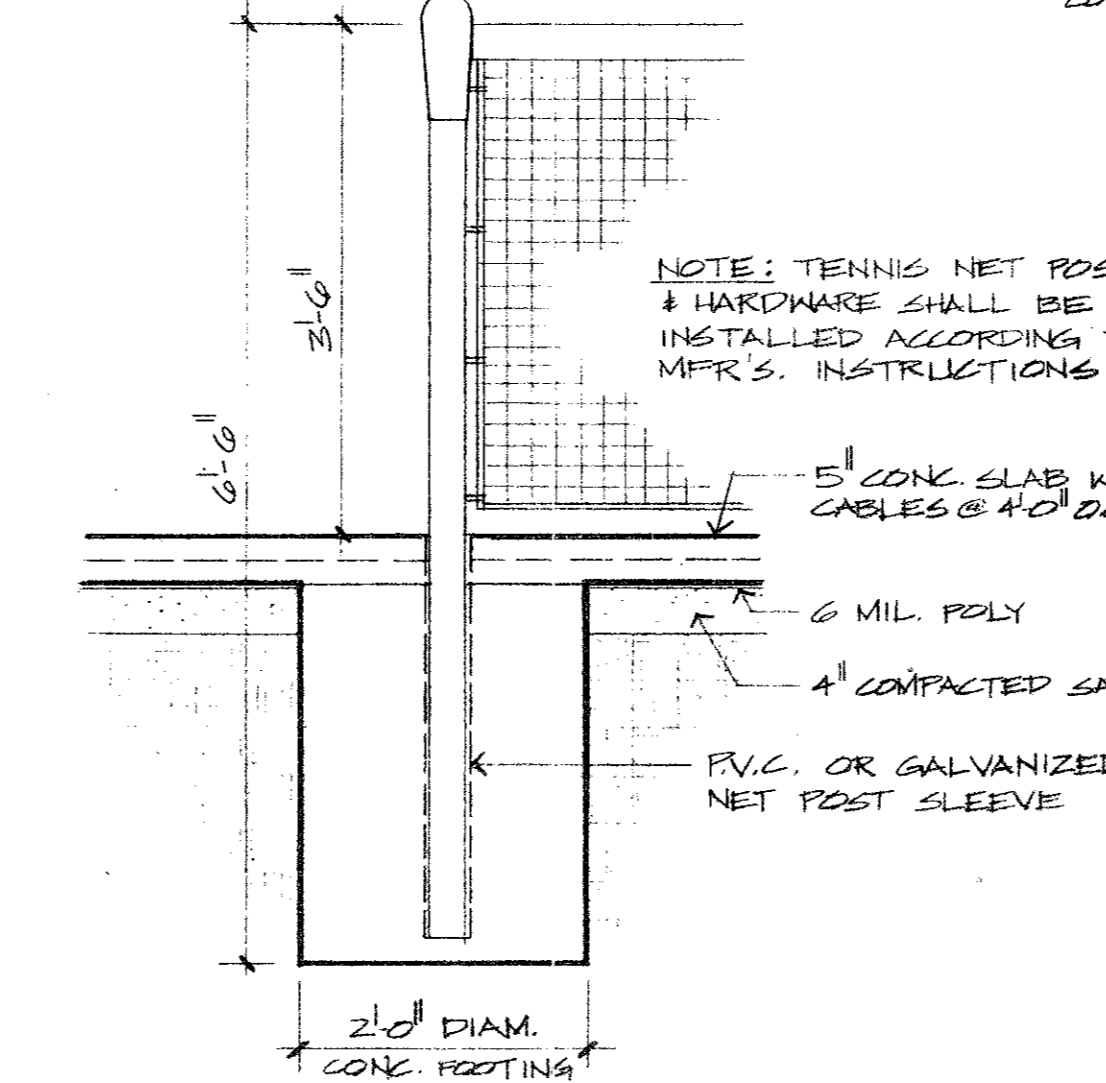 3'-6"
6'-6"
NOTE: TENNIS NET POS
& HARDWARE SHALL BE
INSTALLED ACCORDING
MFR'S. INSTRUCTIONS
5" CONC. SLAB
CABLES @ 4'-0"
6 MIL. POLY
4" COMPACTED SA
P.V.C. OR GALVANIZED
NET POST SLEEVE
2'-0" DIAM.
CONC. FOOTING